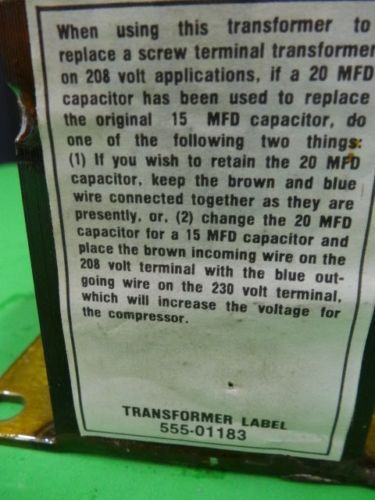 When using this transformer to
replace a screw terminal transformer
on 208 volt applications, if a 20 MFD
capacitor has been used to replace
the original 15 MFD capacitor, do
one of the following two things:
(1) If you wish to retain the 20 MFD
capacitor, keep the brown and blue
wire connected together as they are
presently. or, (2) change the 20 MFD
capacitor for a 15 MFD capacitor and
place the brown incoming wire on the
208 volt terminal with the blue out-
going wire on the 230 volt terminal,
which will increase the voltage for
the compressor.
TRANSFORMER LABEL
555-01183